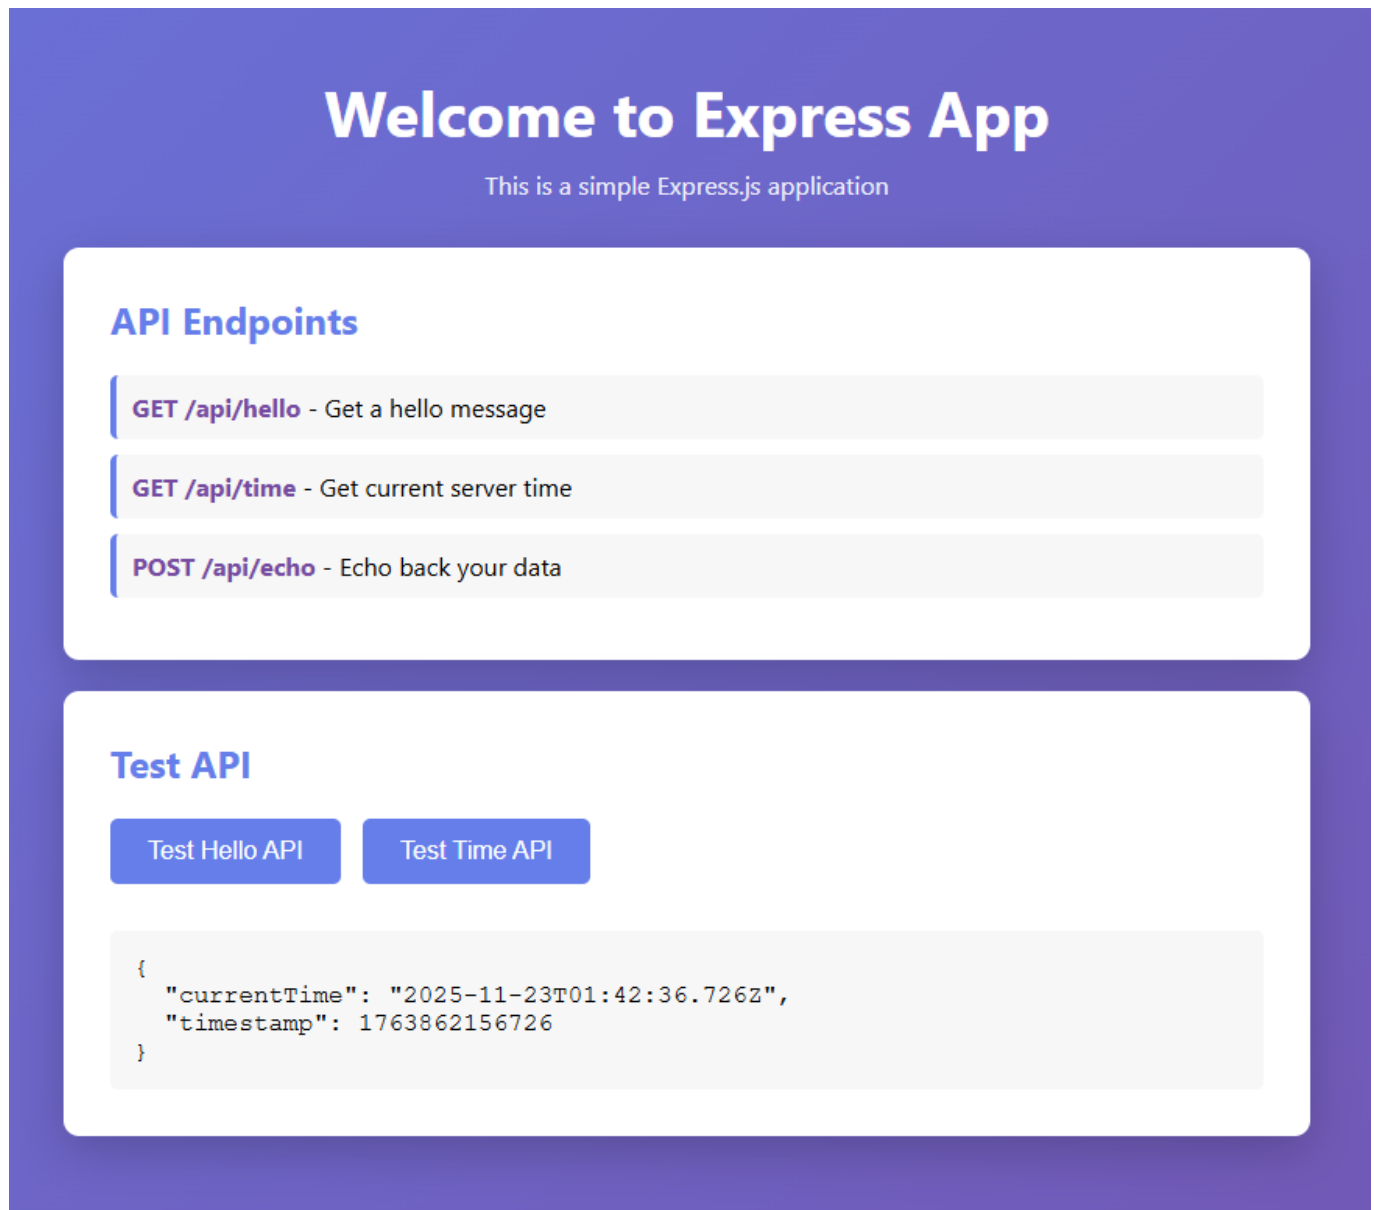 Welcome to Express App
This is a simple Express.js application
API Endpoints
GET /api/hello - Get a hello message
GET /api/time - Get current server time
POST /api/echo - Echo back your data
Test API
Test Hello API
Test Time API
{
"currentTime": "2025-11-23T01:42:36.726Z",
"timestamp": 1763862156726
}